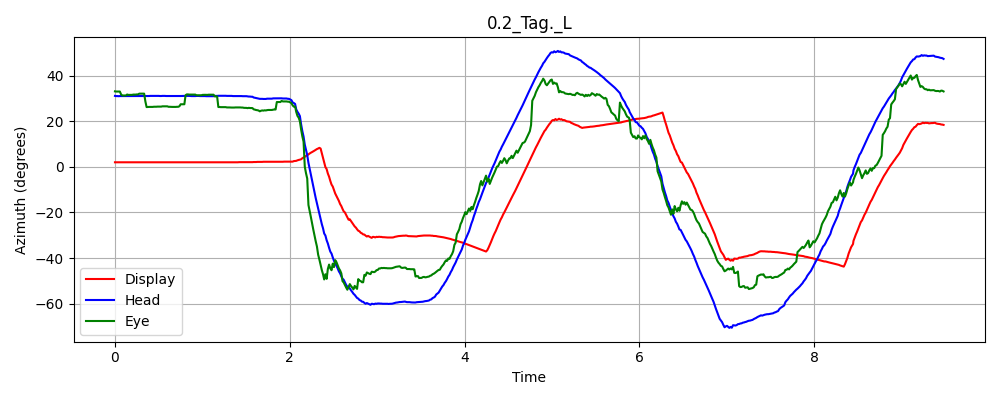 0.2_Tag._L
Azimuth (degrees)
40
20
0
−20
−40
−60
Display
Head
Eye
0 2 4 6 8
Time